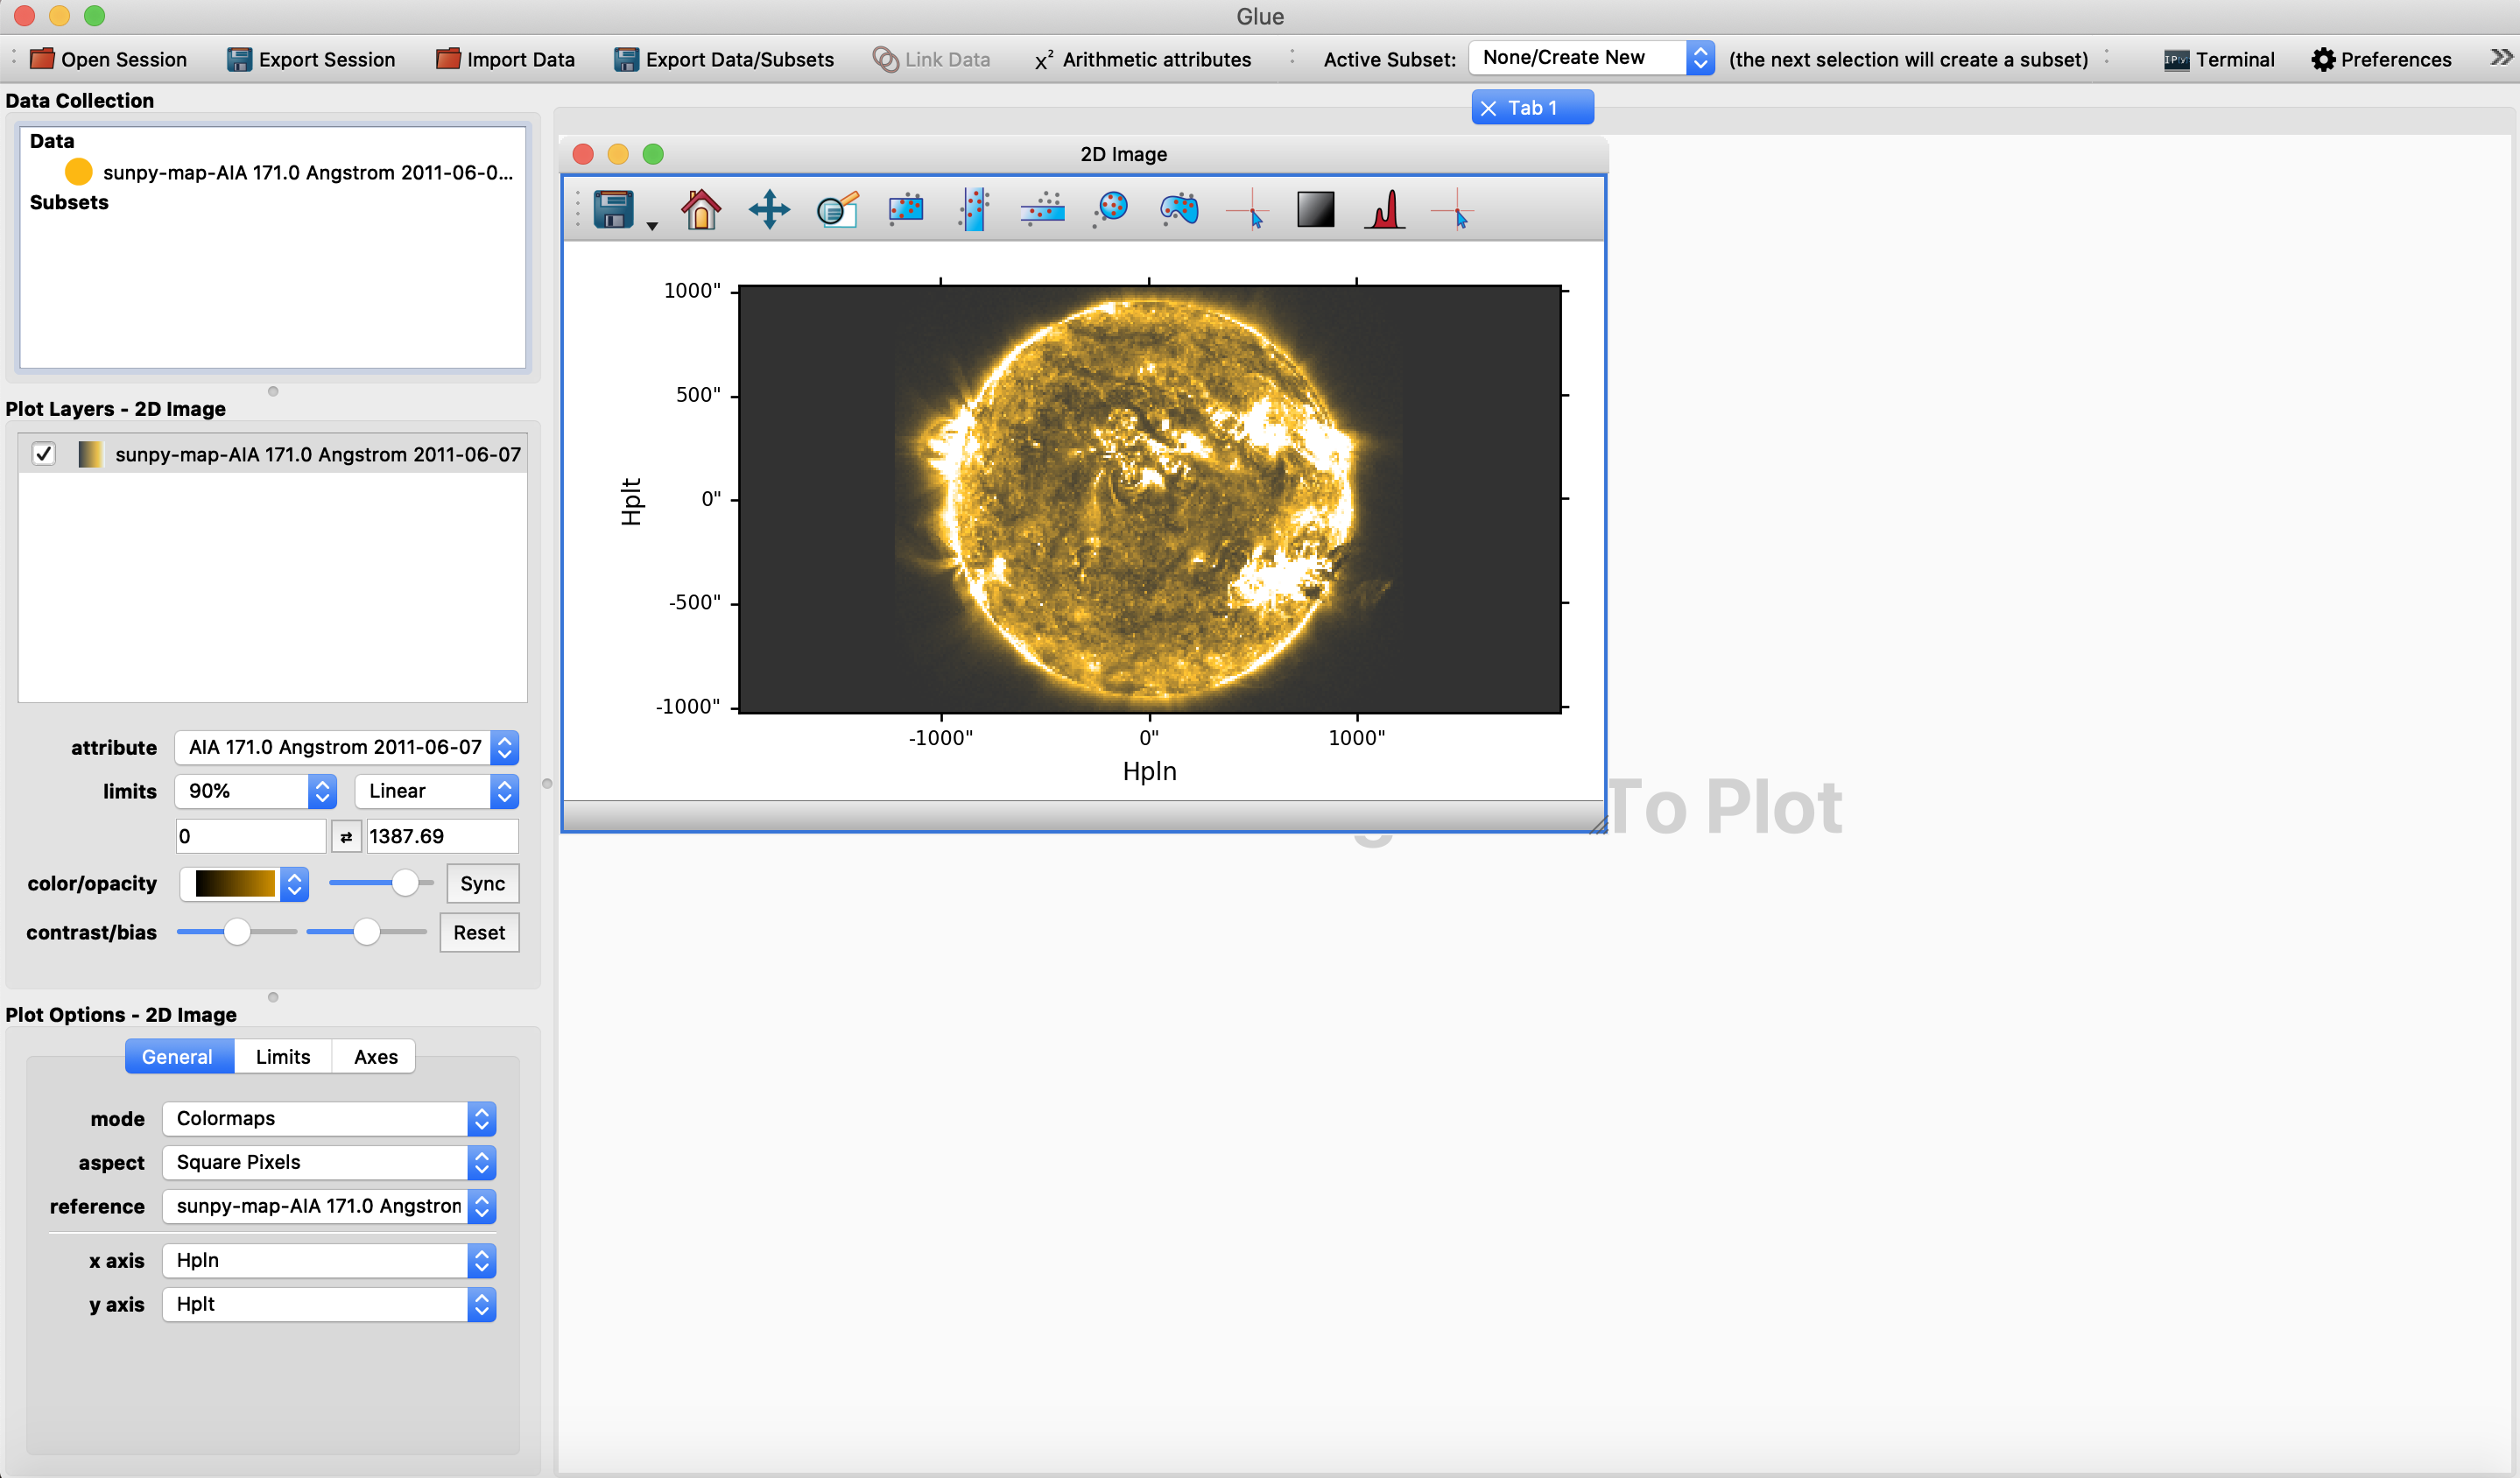 Glue
Open Session Export Session Import Data Export Data/Subsets Link Data x² Arithmetic attributes Active Subset: None/Create New (the next selection will create a subset) IP[y]: Terminal Preferences »
Data Collection
Data
sunpy-map-AIA 171.0 Angstrom 2011-06-0...
Subsets
Plot Layers - 2D Image
sunpy-map-AIA 171.0 Angstrom 2011-06-07
attribute AIA 171.0 Angstrom 2011-06-07
limits 90% Linear
0 ⇄ 1387.69
color/opacity Sync
contrast/bias Reset
Plot Options - 2D Image
General Limits Axes
mode Colormaps
aspect Square Pixels
reference sunpy-map-AIA 171.0 Angstron
x axis Hpln
y axis Hplt
Tab 1
2D Image
1000"
500"
0"
-500"
-1000"
Hplt
-1000" 0" 1000"
Hpln
To Plot